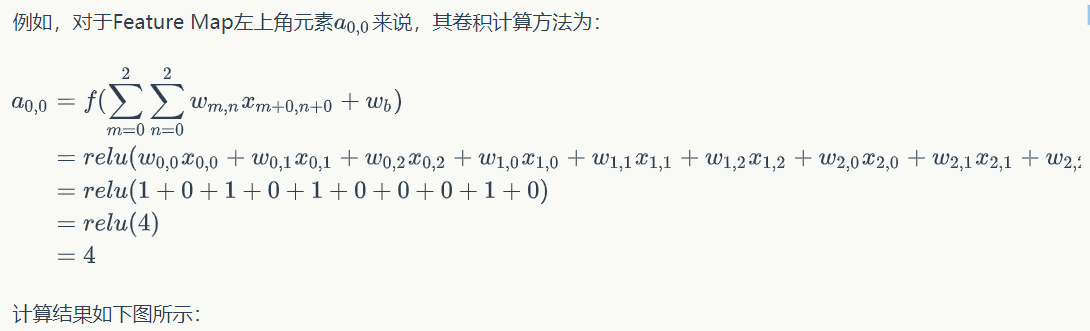 例如，对于Feature Map左上角元素a_{0,0}来说，其卷积计算方法为：
a_{0,0} = f(\sum_{m=0}^{2} \sum_{n=0}^{2} w_{m,n}x_{m+0,n+0} + w_b)
= relu(w_{0,0}x_{0,0} + w_{0,1}x_{0,1} + w_{0,2}x_{0,2} + w_{1,0}x_{1,0} + w_{1,1}x_{1,1} + w_{1,2}x_{1,2} + w_{2,0}x_{2,0} + w_{2,1}x_{2,1} + w_{2,2
= relu(1 + 0 + 1 + 0 + 1 + 0 + 0 + 0 + 1 + 0)
= relu(4)
= 4
计算结果如下图所示：